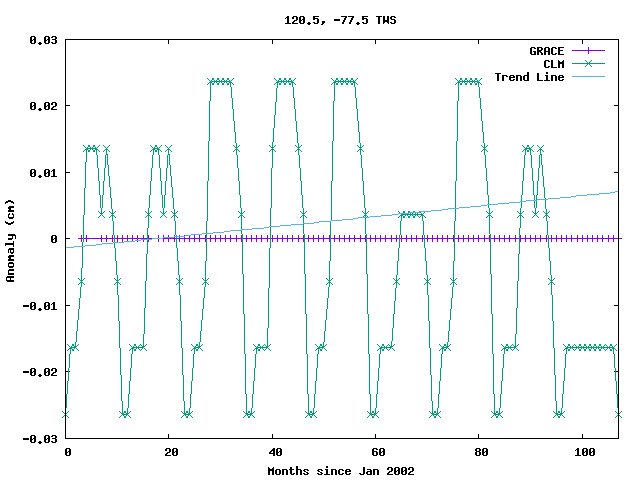 120.5, -77.5 TWS
GRACE
CLM
Trend Line
0.03
0.02
0.01
0
-0.01
-0.02
-0.03
Anomaly (cm)
0 20 40 60 80 100
Months since Jan 2002